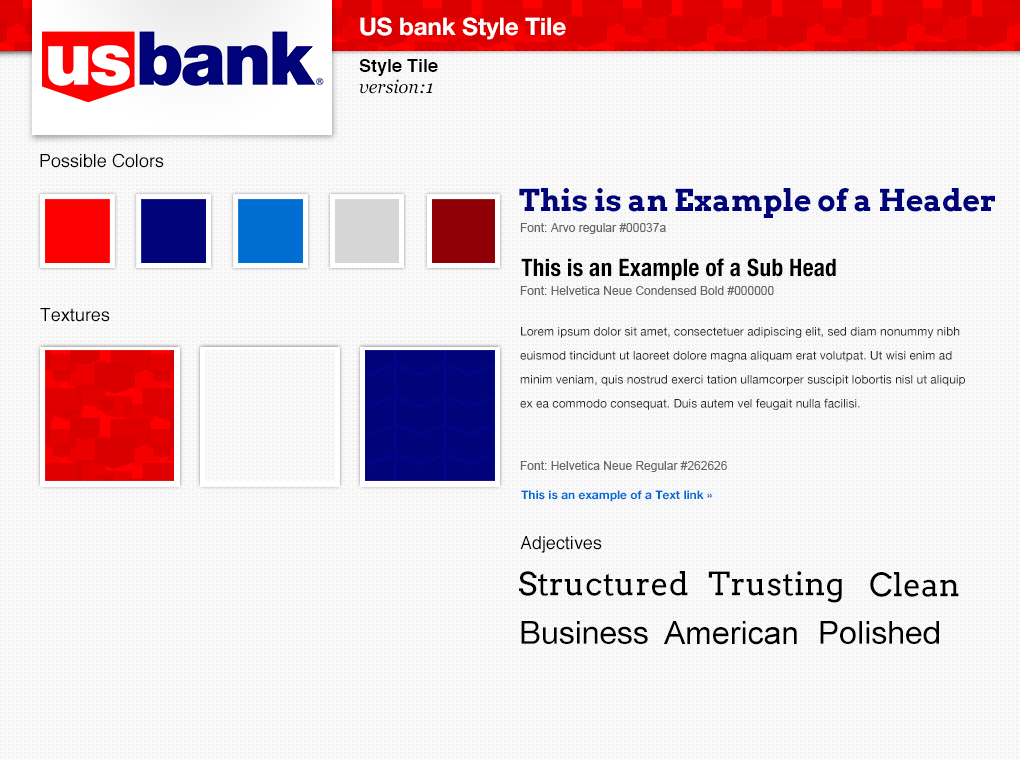 usbank®
US bank Style Tile
Style Tile
version:1
Possible Colors
Textures
This is an Example of a Header
Font: Arvo regular #00037a
This is an Example of a Sub Head
Font: Helvetica Neue Condensed Bold #000000
Lorem ipsum dolor sit amet, consectetuer adipiscing elit, sed diam nonummy nibh
euismod tincidunt ut laoreet dolore magna aliquam erat volutpat. Ut wisi enim ad
minim veniam, quis nostrud exerci tation ullamcorper suscipit lobortis nisl ut aliquip
ex ea commodo consequat. Duis autem vel feugait nulla facilisi.
Font: Helvetica Neue Regular #262626
This is an example of a Text link »
Adjectives
Structured Trusting Clean
Business American Polished